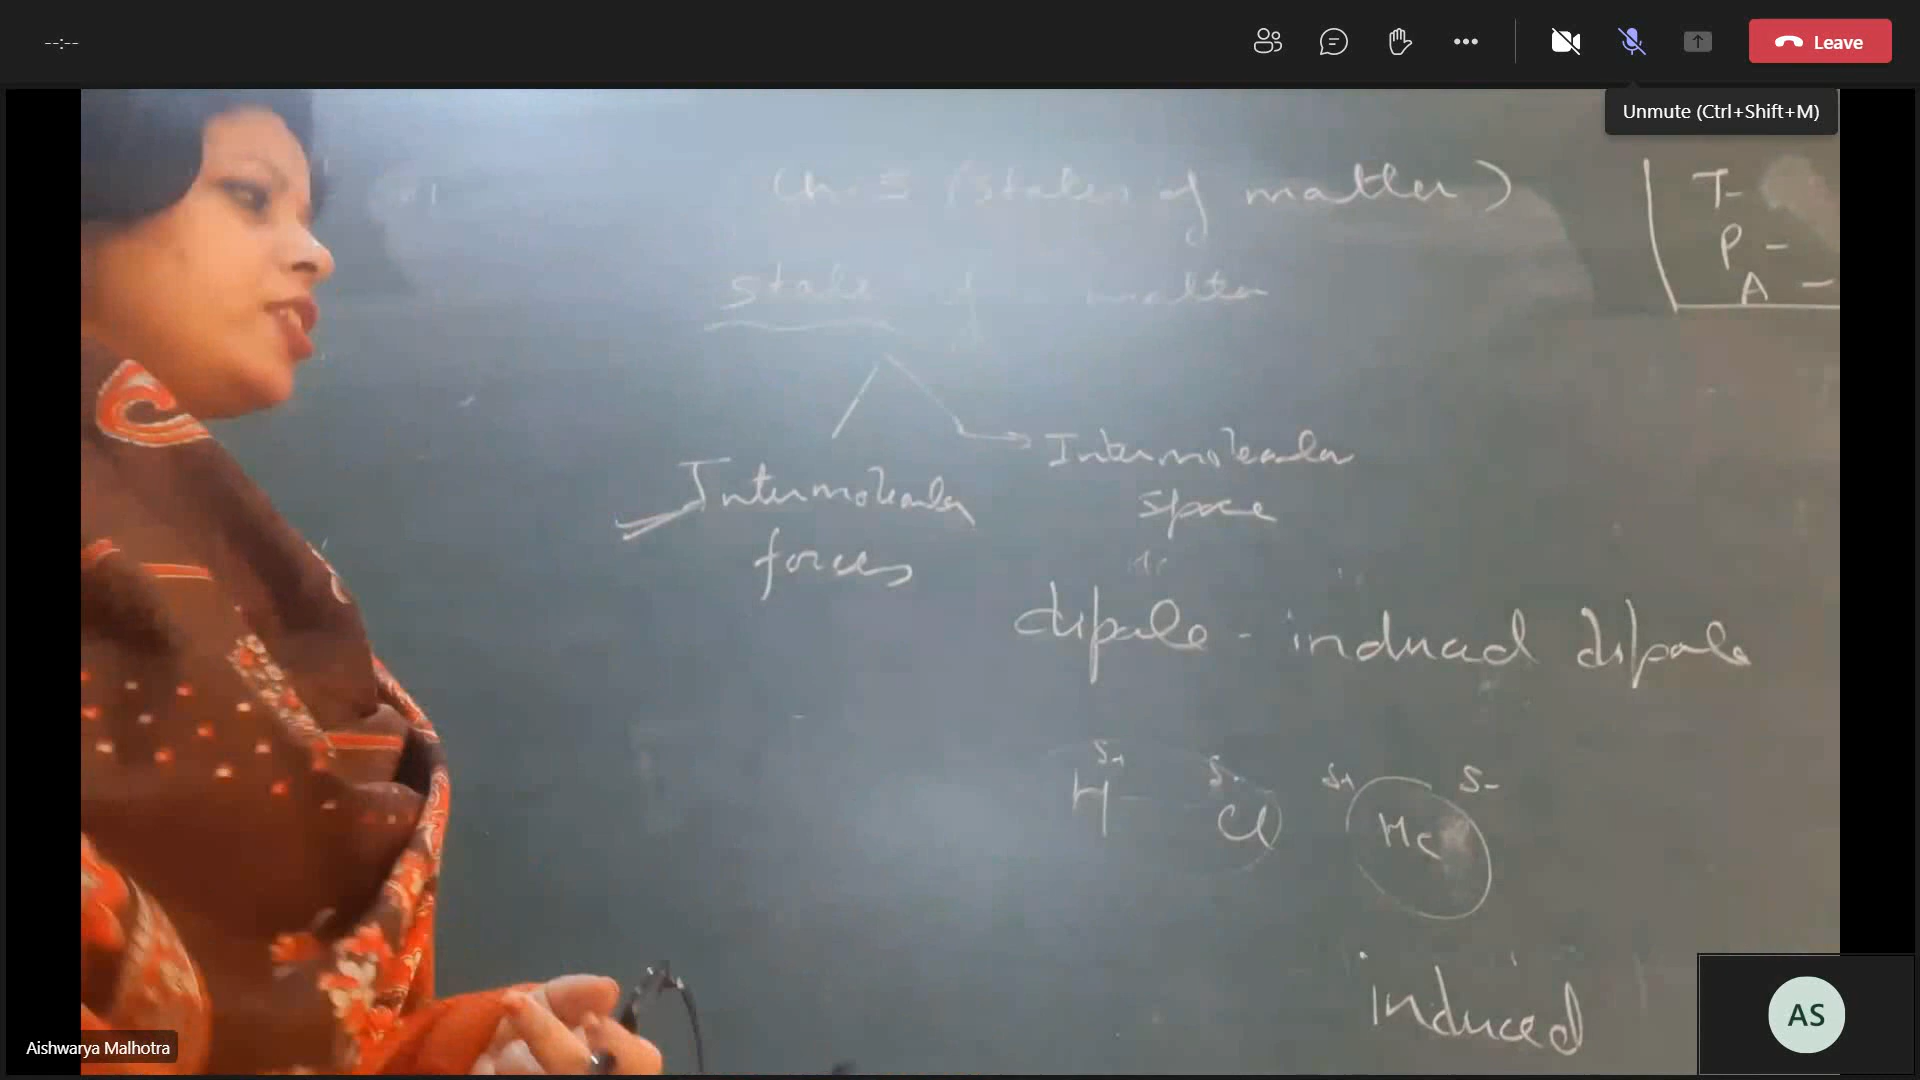 --:--
Leave
Unmute (Ctrl+Shift+M)
Ch-5 (States of matter)
T-
P-
A-
state of matter
Intermolecular
space
Intermolecular
forces
dipole - induced dipole
δ+ δ- δ+ δ-
H - Cl He
induced
AS
Aishwarya Malhotra